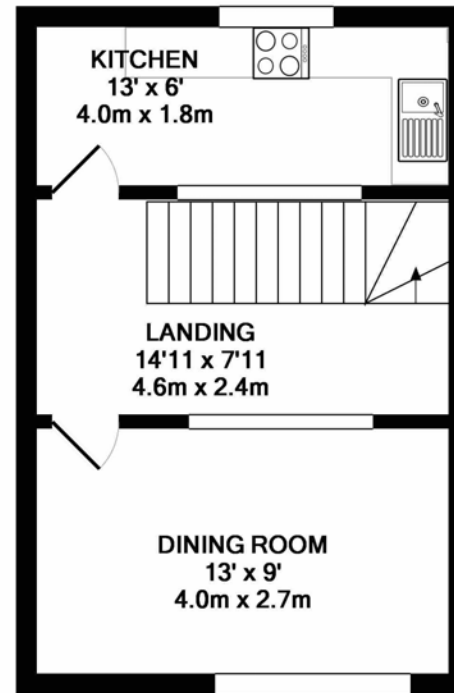 KITCHEN
13' x 6'
4.0m x 1.8m
LANDING
14'11 x 7'11
4.6m x 2.4m
DINING ROOM
13' x 9'
4.0m x 2.7m